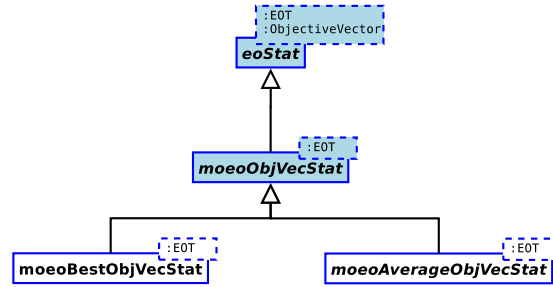 :EOT
:ObjectiveVector
eoStat
:EOT
moeoObjVecStat
:EOT
moeoBestObjVecStat
:EOT
moeoAverageObjVecStat